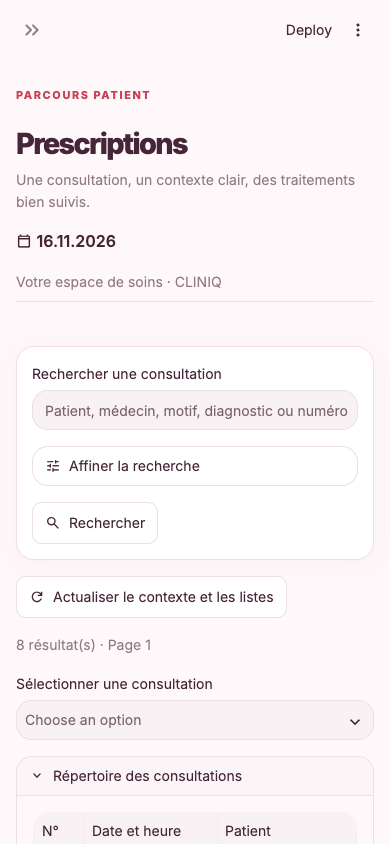 Deploy
PARCOURS PATIENT
Prescriptions
Une consultation, un contexte clair, des traitements
bien suivis.
16.11.2026
Votre espace de soins · CLINIQ
Rechercher une consultation
Patient, médecin, motif, diagnostic ou numéro
Affiner la recherche
Rechercher
Actualiser le contexte et les listes
8 résultat(s) · Page 1
Sélectionner une consultation
Choose an option
Répertoire des consultations
N° Date et heure Patient